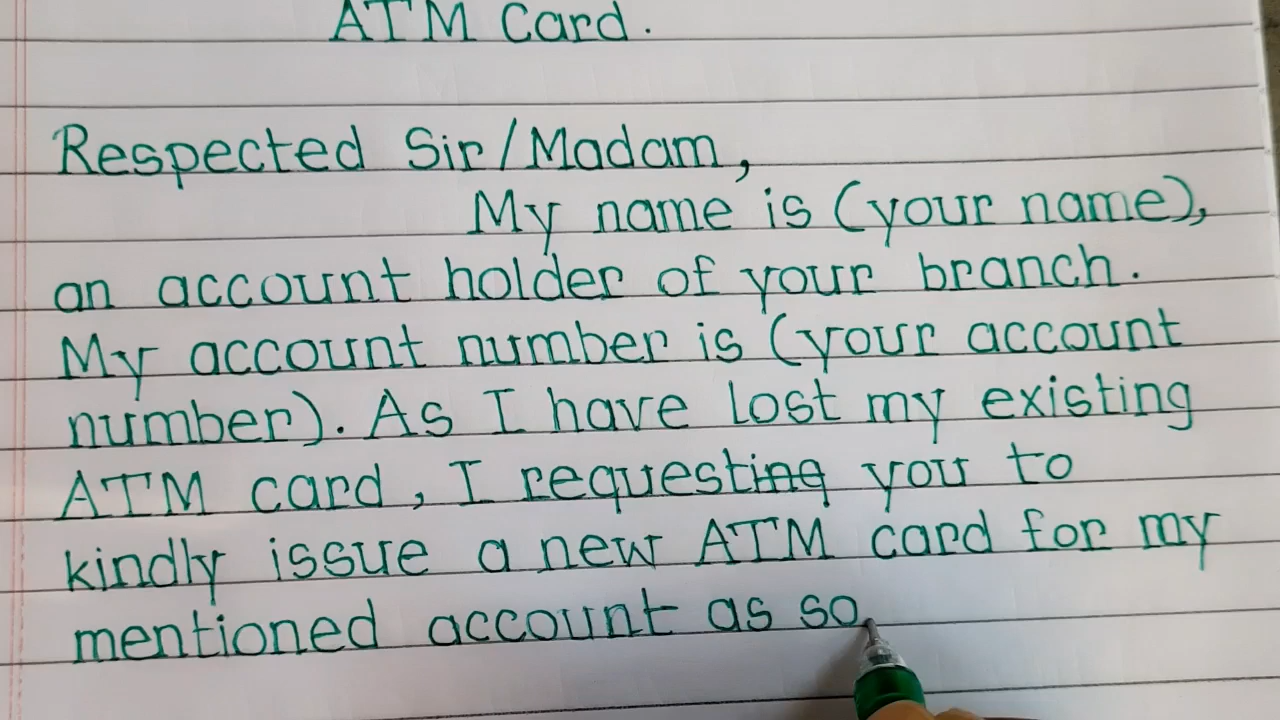 ATM Card.
Respected Sir/Madam,
My name is (your name),
an account holder of your branch.
My account number is (your account
number). As I have lost my existing
ATM card, I requesting you to
kindly issue a new ATM card for my
mentioned account as so